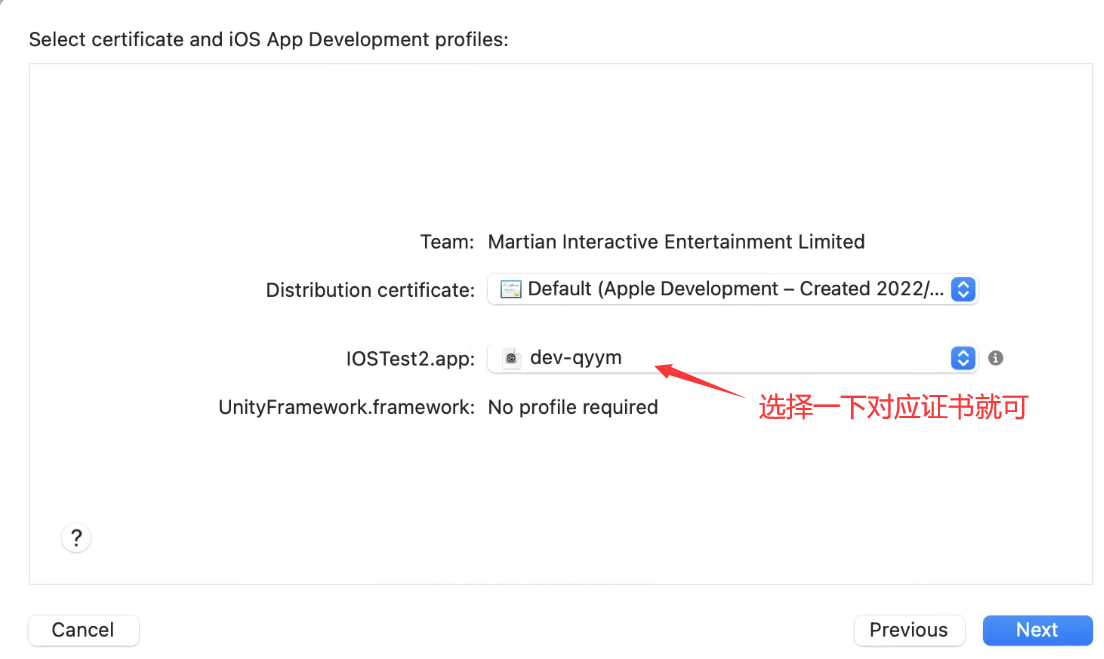 Select certificate and iOS App Development profiles:
Team: Martian Interactive Entertainment Limited
Distribution certificate: Default (Apple Development – Created 2022/...
IOSTest2.app: dev-qyym
UnityFramework.framework: No profile required
选择一下对应证书就可
?
Cancel Previous Next